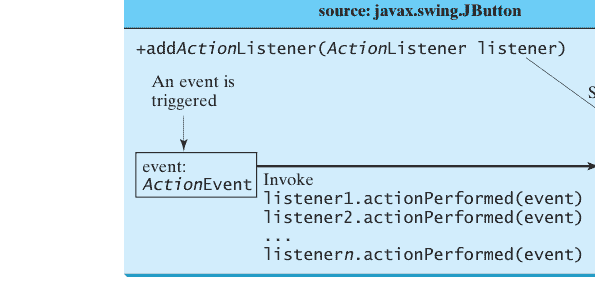 source: javax.swing.JButton
+addActionListener(ActionListener listener)
An event is
triggered
S
event:
ActionEvent
Invoke
listener1.actionPerformed(event)
listener2.actionPerformed(event)
...
listenern.actionPerformed(event)